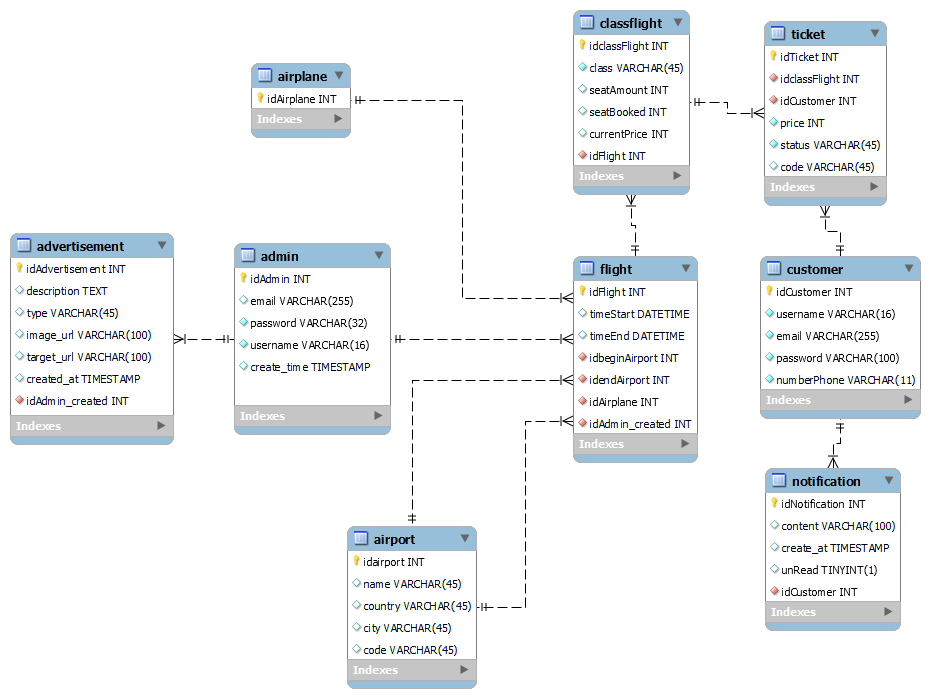 airplane
idAirplane INT
Indexes
classflight
idclassFlight INT
class VARCHAR(45)
seatAmount INT
seatBooked INT
currentPrice INT
idFlight INT
Indexes
ticket
idTicket INT
idclassFlight INT
idCustomer INT
price INT
status VARCHAR(45)
code VARCHAR(45)
Indexes
advertisement
idAdvertisement INT
description TEXT
type VARCHAR(45)
image_url VARCHAR(100)
target_url VARCHAR(100)
created_at TIMESTAMP
idAdmin_created INT
Indexes
admin
idAdmin INT
email VARCHAR(255)
password VARCHAR(32)
username VARCHAR(16)
create_time TIMESTAMP
Indexes
flight
idFlight INT
timeStart DATETIME
timeEnd DATETIME
idbeginAirport INT
idendAirport INT
idAirplane INT
idAdmin_created INT
Indexes
customer
idCustomer INT
username VARCHAR(16)
email VARCHAR(255)
password VARCHAR(100)
numberPhone VARCHAR(11)
Indexes
airport
idairport INT
name VARCHAR(45)
country VARCHAR(45)
city VARCHAR(45)
code VARCHAR(45)
Indexes
notification
idNotification INT
content VARCHAR(100)
create_at TIMESTAMP
unRead TINYINT(1)
idCustomer INT
Indexes